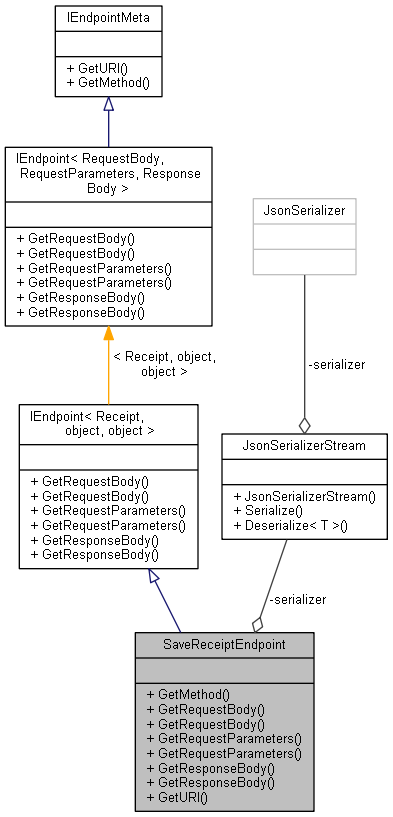 IEndpointMeta
+ GetURI()
+ GetMethod()
IEndpoint< RequestBody,
RequestParameters, Response
Body >
+ GetRequestBody()
+ GetRequestBody()
+ GetRequestParameters()
+ GetRequestParameters()
+ GetResponseBody()
+ GetResponseBody()
JsonSerializer
< Receipt, object,
object >
-serializer
IEndpoint< Receipt,
object, object >
+ GetRequestBody()
+ GetRequestBody()
+ GetRequestParameters()
+ GetRequestParameters()
+ GetResponseBody()
+ GetResponseBody()
JsonSerializerStream
+ JsonSerializerStream()
+ Serialize()
+ Deserialize< T >()
-serializer
SaveReceiptEndpoint
+ GetMethod()
+ GetRequestBody()
+ GetRequestBody()
+ GetRequestParameters()
+ GetRequestParameters()
+ GetResponseBody()
+ GetResponseBody()
+ GetURI()